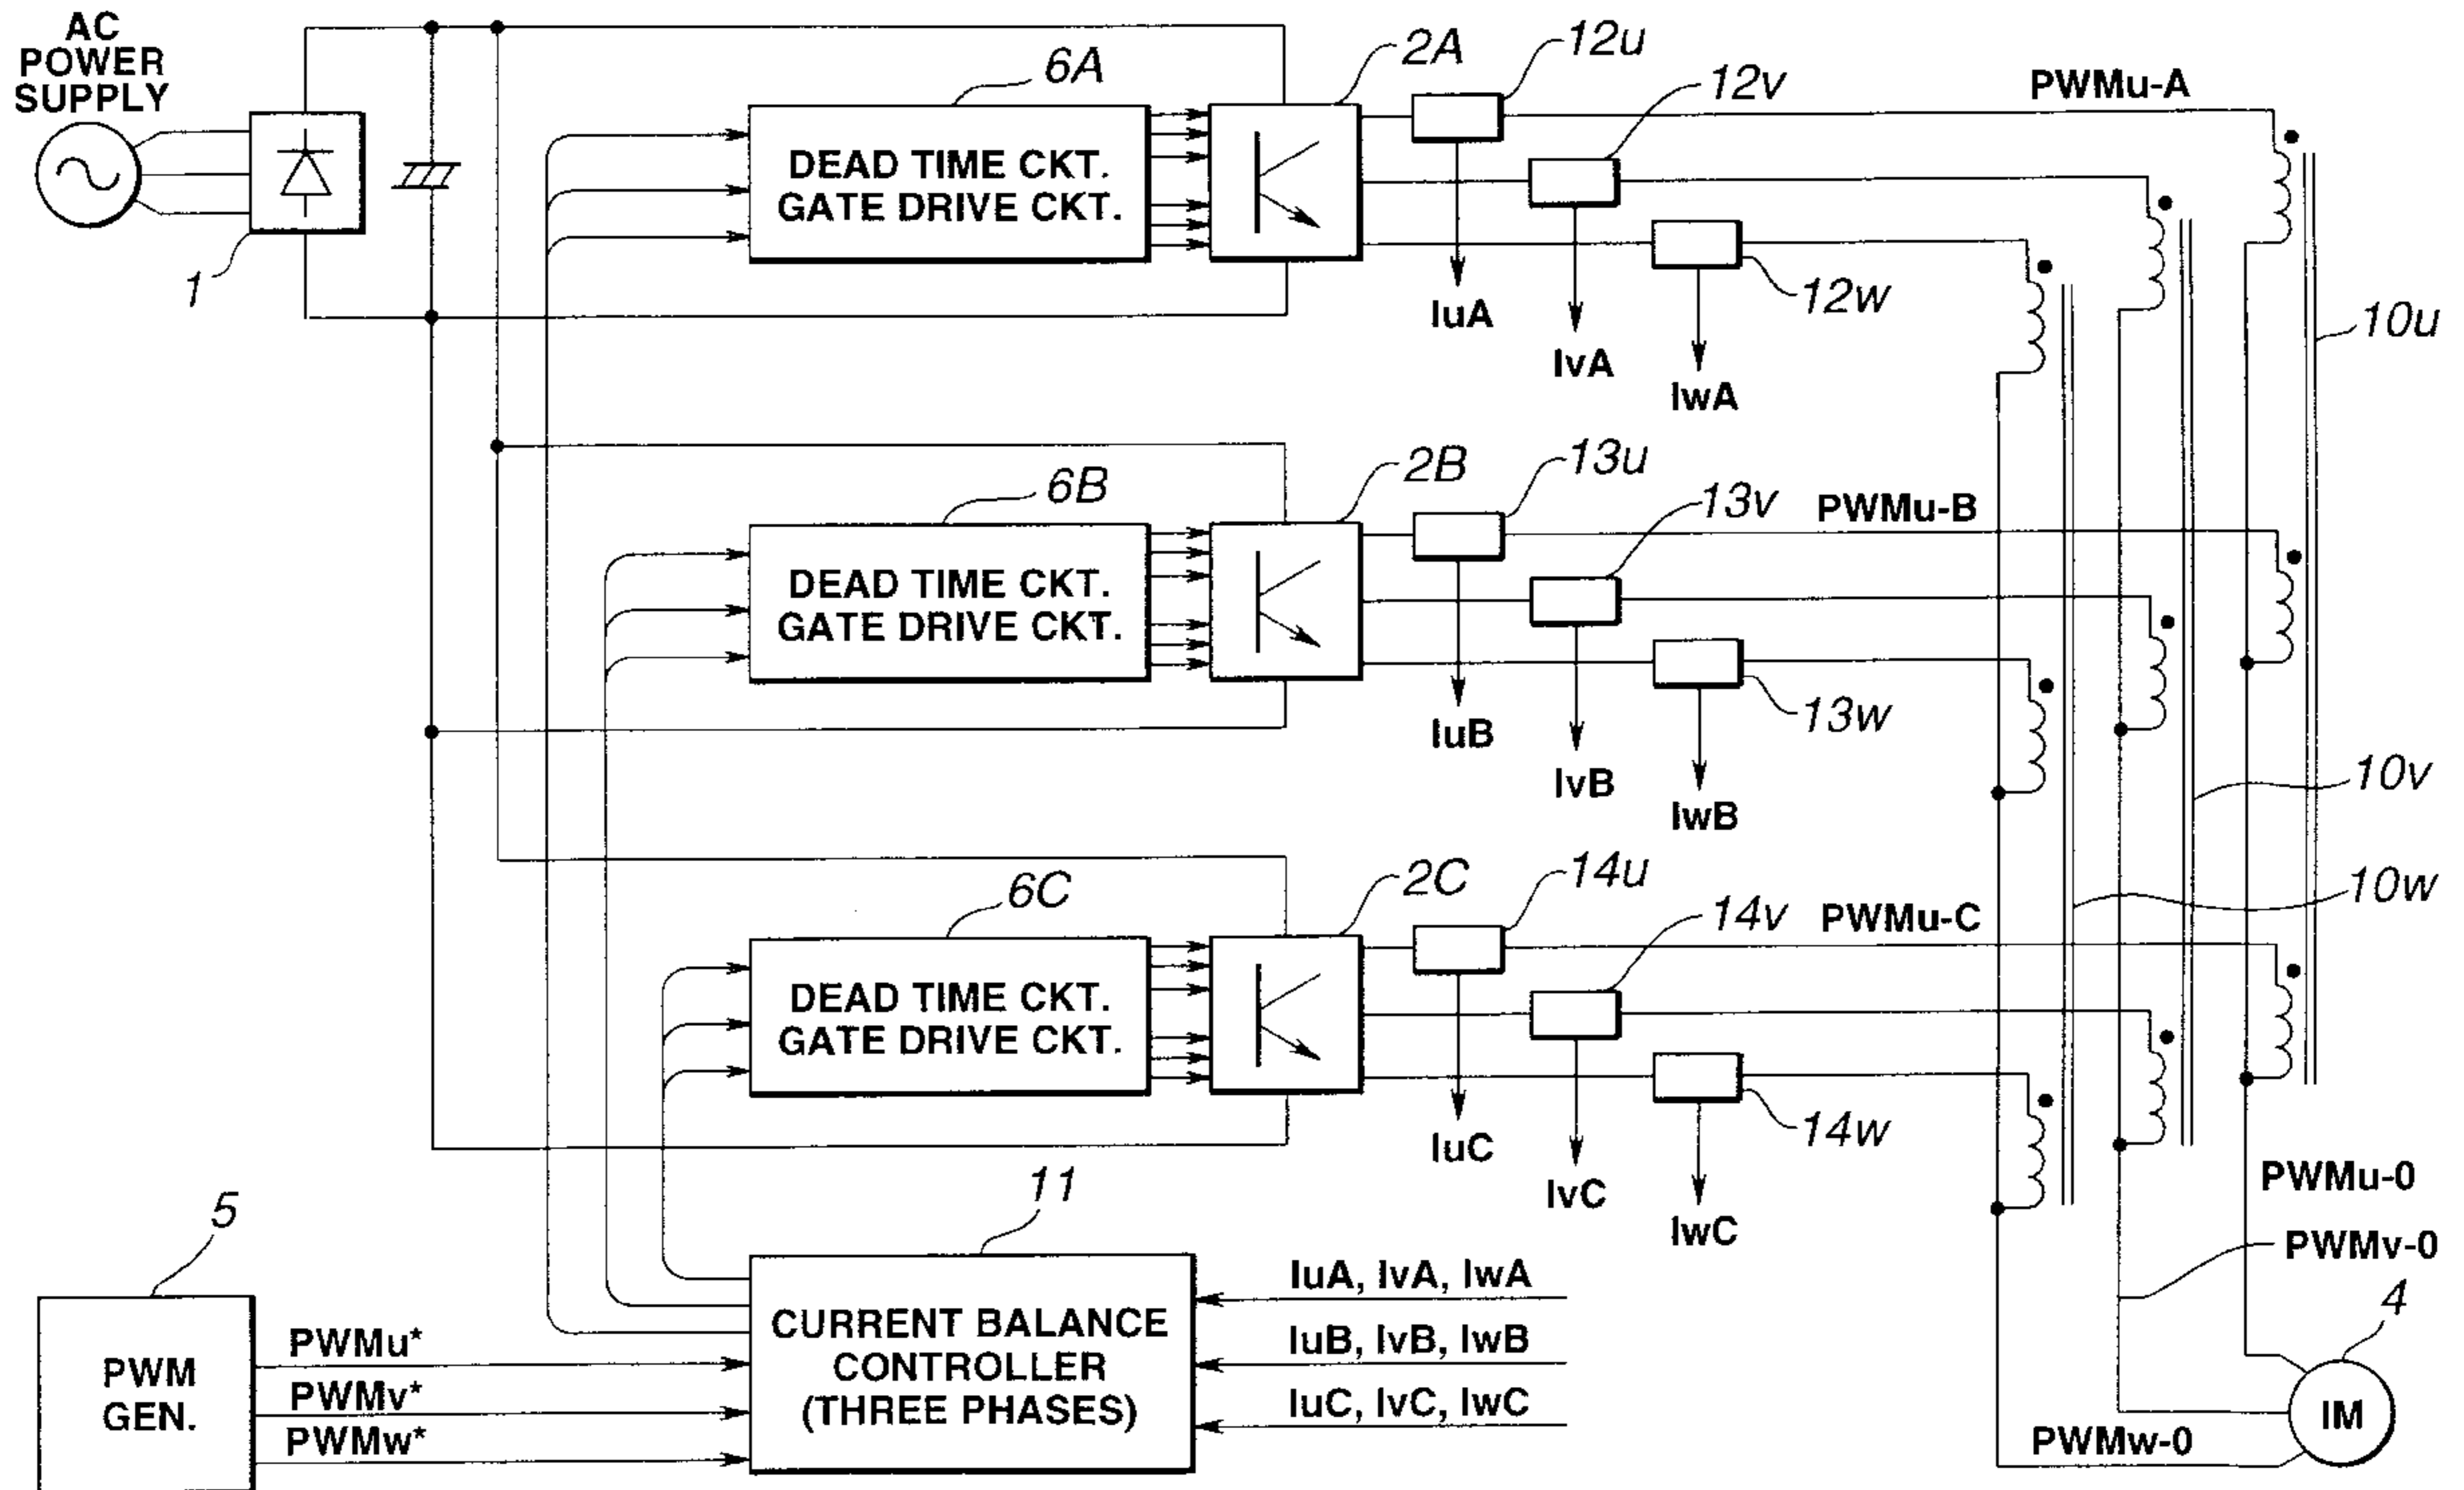 AC
POWER
SUPPLY
1
6A
2A
12u
12v
PWMu-A
DEAD TIME CKT.
GATE DRIVE CKT.
12w
IuA
IvA
IwA
10u
6B
2B
13u
13v
PWMu-B
DEAD TIME CKT.
GATE DRIVE CKT.
13w
IuB
IvB
IwB
10v
6C
2C
14u
14v
PWMu-C
10w
DEAD TIME CKT.
GATE DRIVE CKT.
14w
IuC
IvC
IwC
PWMu-0
PWMv-0
5
11
4
PWM
GEN.
PWMu*
PWMv*
PWMw*
CURRENT BALANCE
CONTROLLER
(THREE PHASES)
IuA, IvA, IwA
IuB, IvB, IwB
IuC, IvC, IwC
PWMw-0
IM